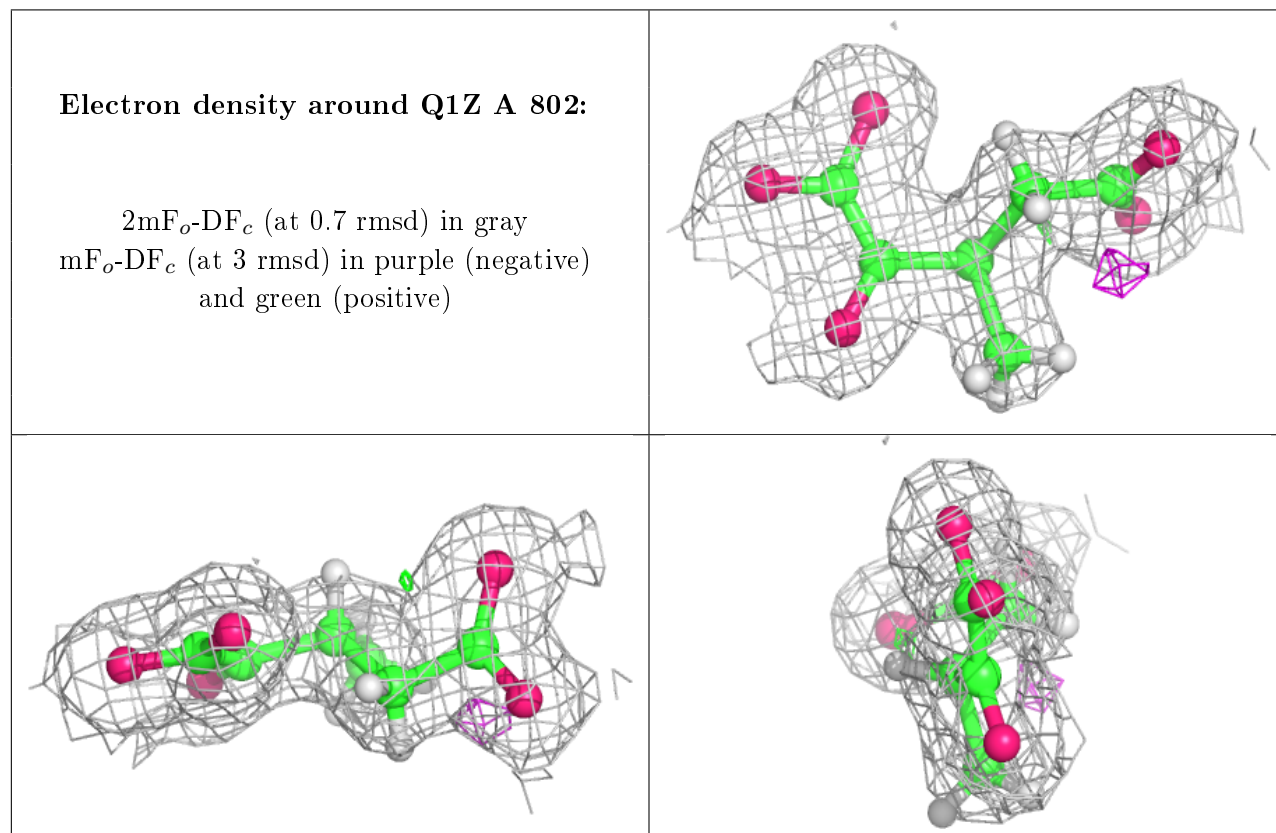 Electron density around Q1Z A 802:
2mFo-DFc (at 0.7 rmsd) in gray
mFo-DFc (at 3 rmsd) in purple (negative)
and green (positive)